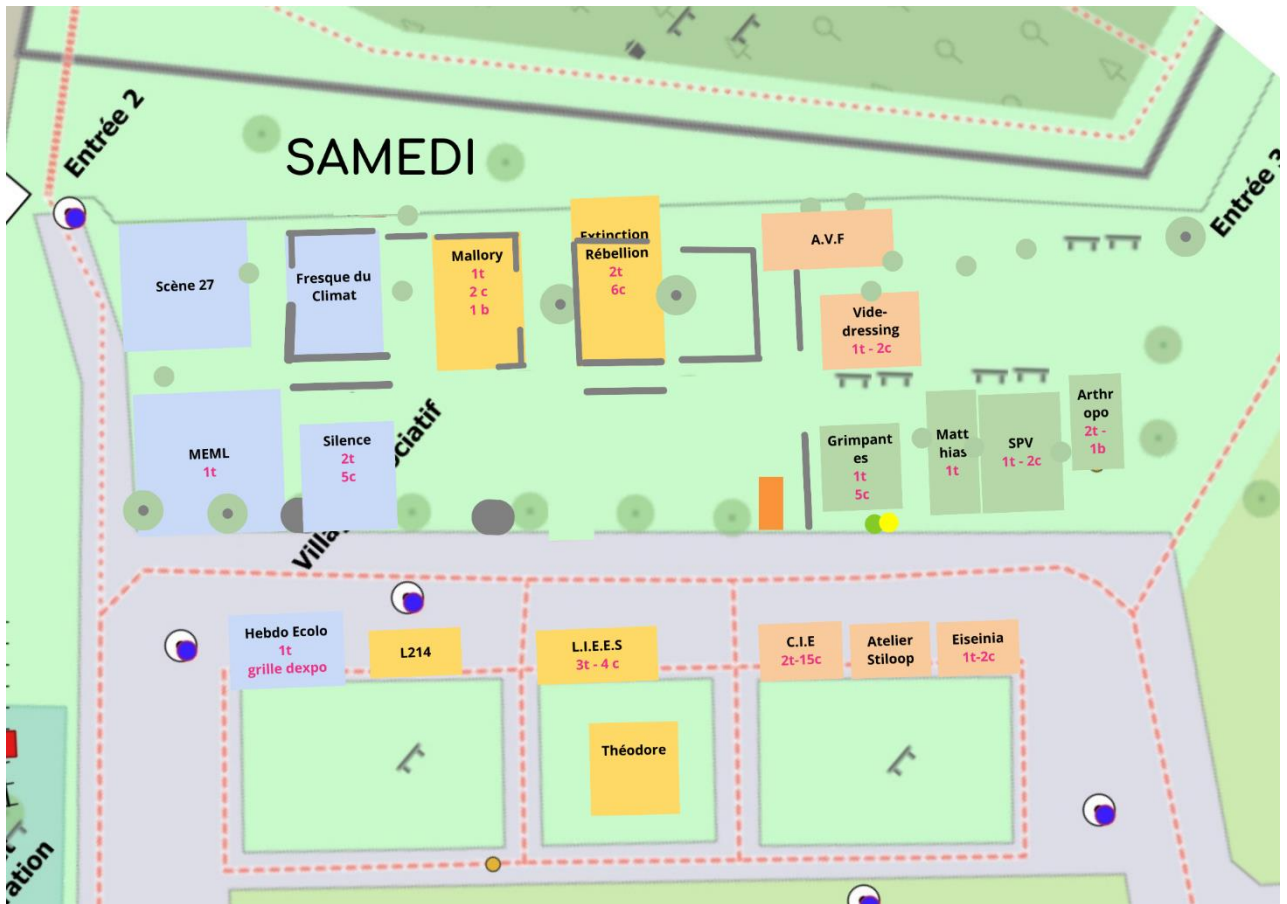 Entrée 2
SAMEDI
Entrée 3
Scène 27
Fresque du
Climat
Mallory
1t
2 c
1 b
Extinction
Rébellion
2t
6c
A.V.F
Vide-
dressing
1t - 2c
MEML
1t
Silence
2t
5c
Grimpant
es
1t
5c
Matt
hias
1t
SPV
1t - 2c
Arthr
opo
2t -
1b
Hebdo Ecolo
1t
grille dexpo
L214
L.I.E.E.S
3t - 4 c
C.I.E
2t-15c
Atelier
Stiloop
Eiseinia
1t-2c
Théodore